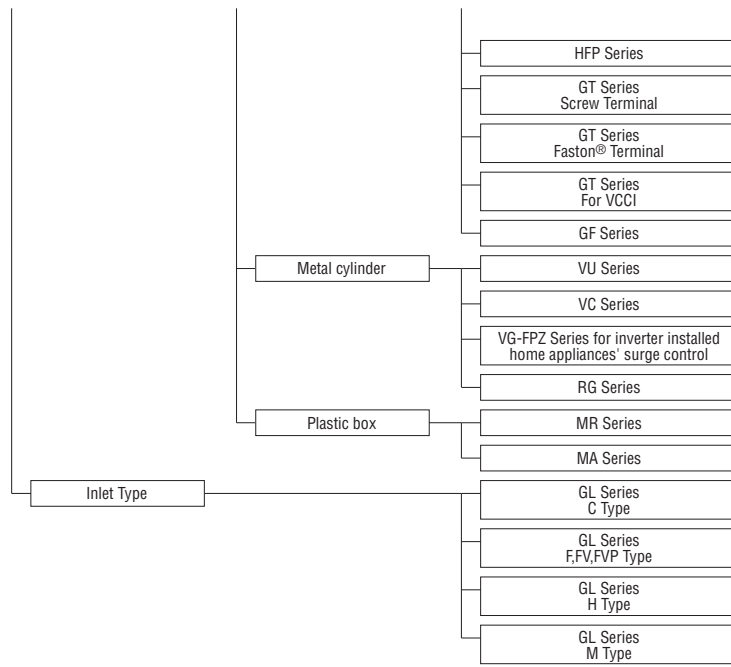 HFP Series
GT Series
Screw Terminal
GT Series
Faston® Terminal
GT Series
For VCCI
GF Series
Metal cylinder
VU Series
VC Series
VG-FPZ Series for inverter installed
home appliances' surge control
RG Series
Plastic box
MR Series
MA Series
Inlet Type
GL Series
C Type
GL Series
F,FV,FVP Type
GL Series
H Type
GL Series
M Type